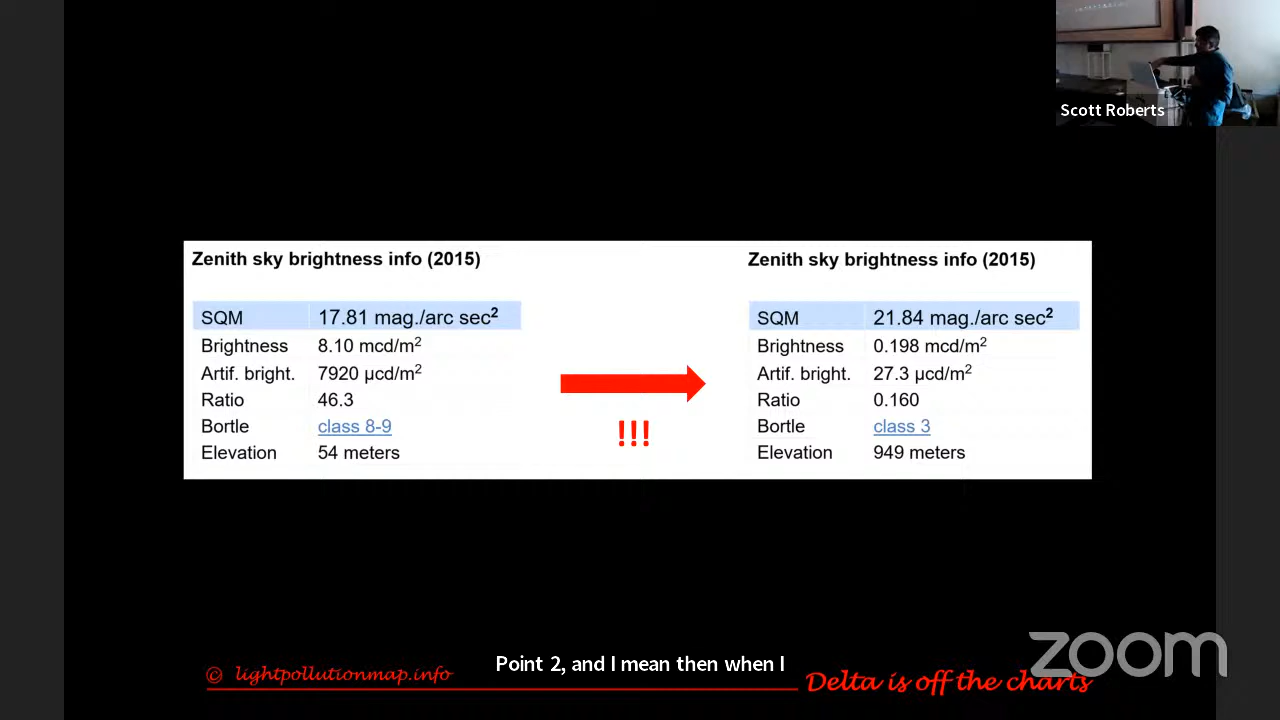 Scott Roberts
Zenith sky brightness info (2015)
SQM 17.81 mag./arc sec²
Brightness 8.10 mcd/m²
Artif. bright. 7920 μcd/m²
Ratio 46.3
Bortle class 8-9
Elevation 54 meters
!!!
Zenith sky brightness info (2015)
SQM 21.84 mag./arc sec²
Brightness 0.198 mcd/m²
Artif. bright. 27.3 μcd/m²
Ratio 0.160
Bortle class 3
Elevation 949 meters
© lightpollutionmap.info
Point 2, and I mean then when I
Delta is off the charts
zoom